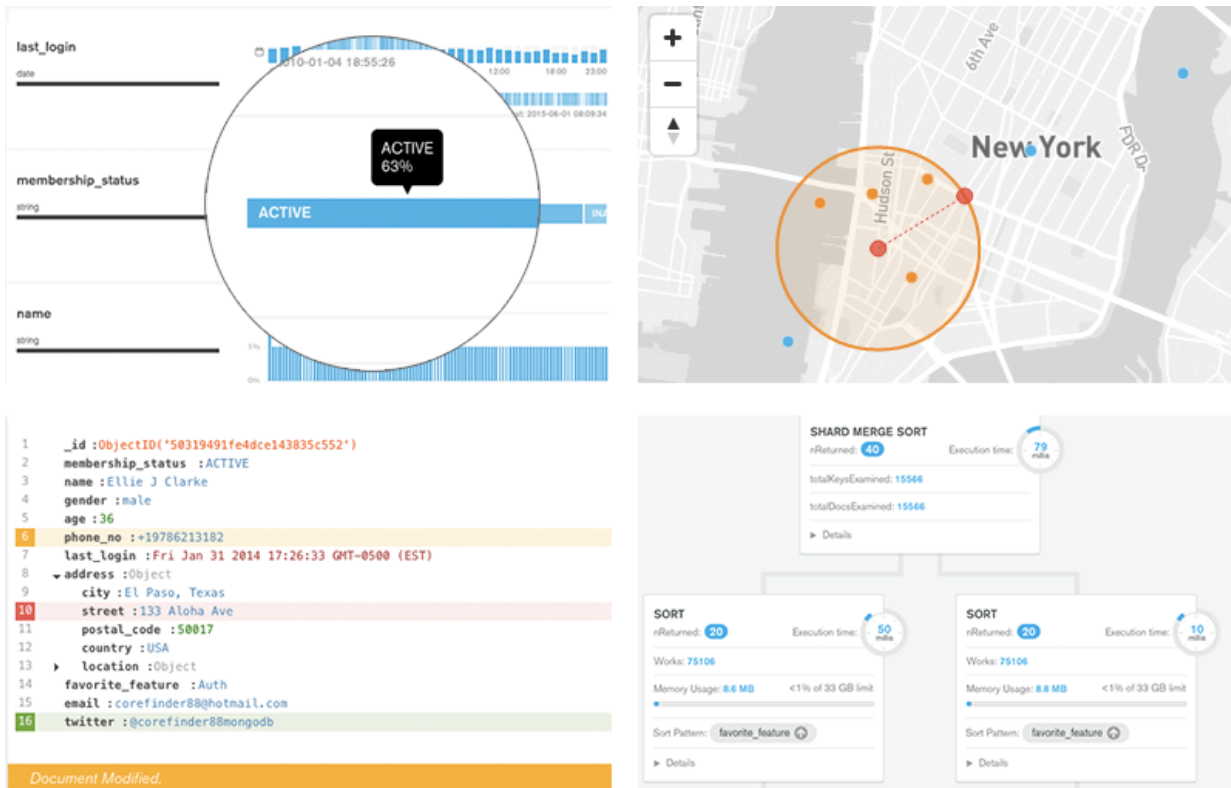 last_login
date
2010-01-04 18:55:26
12:00 18:00 23:00
2015-06-01 08:09:34
ACTIVE
63%
membership_status
string
ACTIVE
INA
name
string
1%
0%
+
−
6th Ave
FDR Dr
New York
Hudson St
1 _id :ObjectID('50319491fe4dce143835c552')
2 membership_status :ACTIVE
3 name :Ellie J Clarke
4 gender :male
5 age :36
6 phone_no :+19786213182
7 last_login :Fri Jan 31 2014 17:26:33 GMT-0500 (EST)
8 address :Object
9 city :El Paso, Texas
10 street :133 Aloha Ave
11 postal_code :50017
12 country :USA
13 location :Object
14 favorite_feature :Auth
15 email :corefinder88@hotmail.com
16 twitter :@corefinder88mongodb
Document Modified.
SHARD MERGE SORT
nReturned: 40 Execution time: 79 millis
totalKeysExamined: 15566
totalDocsExamined: 15566
Details
SORT
nReturned: 20 Execution time: 50 millis
Works: 75106
Memory Usage: 8.6 MB <1% of 33 GB limit
Sort Pattern: favorite_feature
Details
SORT
nReturned: 20 Execution time: 10 millis
Works: 75106
Memory Usage: 8.8 MB <1% of 33 GB limit
Sort Pattern: favorite_feature
Details